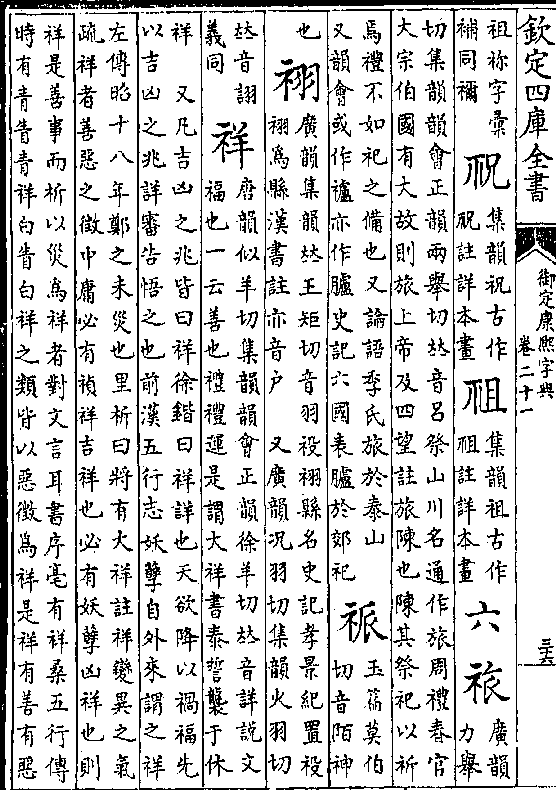 欽定四庫全書
御定康熙字典
卷二十一
三十六
祖祢字彙
補同禰
祝
集韻祝古作
祝註詳本畫
祖
集韻祖古作
祖註詳本畫
六
祣
廣韻
力舉
切集韻韻會正韻兩舉切𠀤音呂祭山川名通作旅周禮春官
大宗伯國有大故則旅上帝及四望註旅陳也陳其祭祀以祈
焉禮不如祀之備也又論語季氏旅於泰山
又韻會或作䄣亦作臚史記六國表臚於郊祀
玉篇莫伯
切音陌神
也
祤
廣韻集韻𠀤王矩切音羽祋祤縣名史記孝景紀置祋
祤為縣漢書註亦音户 又廣韻况羽切集韻火羽切
𠀤音詡
義同
祥
唐韻似羊切集韻韻會正韻徐羊切𠀤音詳說文
福也一云善也禮禮運是謂大祥書泰誓襲于休
祥 又凡吉凶之兆皆曰祥徐鍇曰祥詳也天欲降以禍福先
以吉凶之兆詳審告悟之也前漢五行志妖孽自外來謂之祥
左傳昭十八年鄭之未災也里析曰將有大祥註祥變異之氣
疏祥者善惡之徵中庸必有禎祥吉祥也必有妖孽凶祥也則
祥是善事而析以災為祥者對文言耳書序亳有祥桑五行傳
時有青眚青祥白眚白祥之類皆以惡徵為祥是祥有善有惡